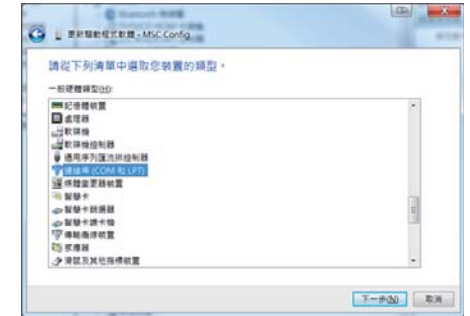 更新驅動程式軟體 - MSC Config
請從下列清單中選取您裝置的類型。
一般硬體類型(H):
記憶體裝置
處理器
軟碟機
軟碟機控制器
通用序列匯流排控制器
連接埠 (COM 和 LPT)
媒體變更器裝置
智慧卡
智慧卡篩選器
智慧卡讀卡機
傳輸佇列裝置
感應器
滑鼠及其他指標裝置
下一步(N)
取消